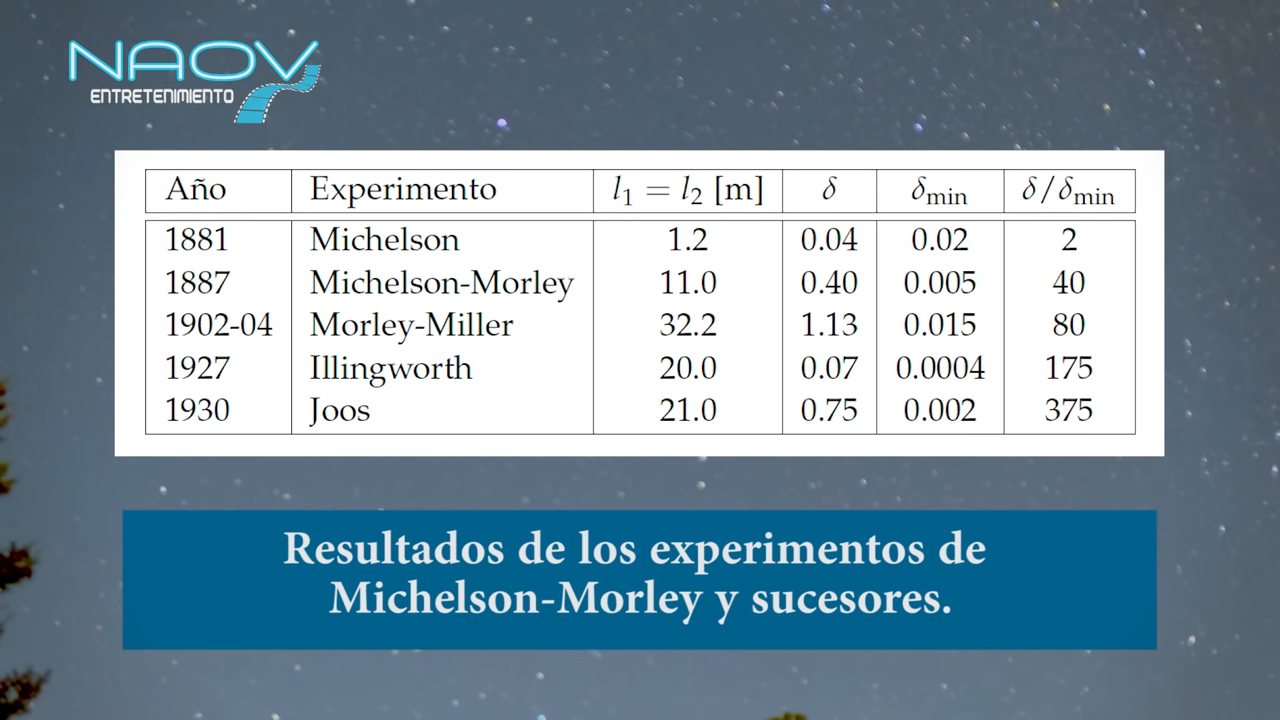 NAOV
ENTRETENIMIENTO
Año Experimento l₁ = l₂ [m] δ δmin δ/δmin
1881 Michelson 1.2 0.04 0.02 2
1887 Michelson-Morley 11.0 0.40 0.005 40
1902-04 Morley-Miller 32.2 1.13 0.015 80
1927 Illingworth 20.0 0.07 0.0004 175
1930 Joos 21.0 0.75 0.002 375
Resultados de los experimentos de
Michelson-Morley y sucesores.